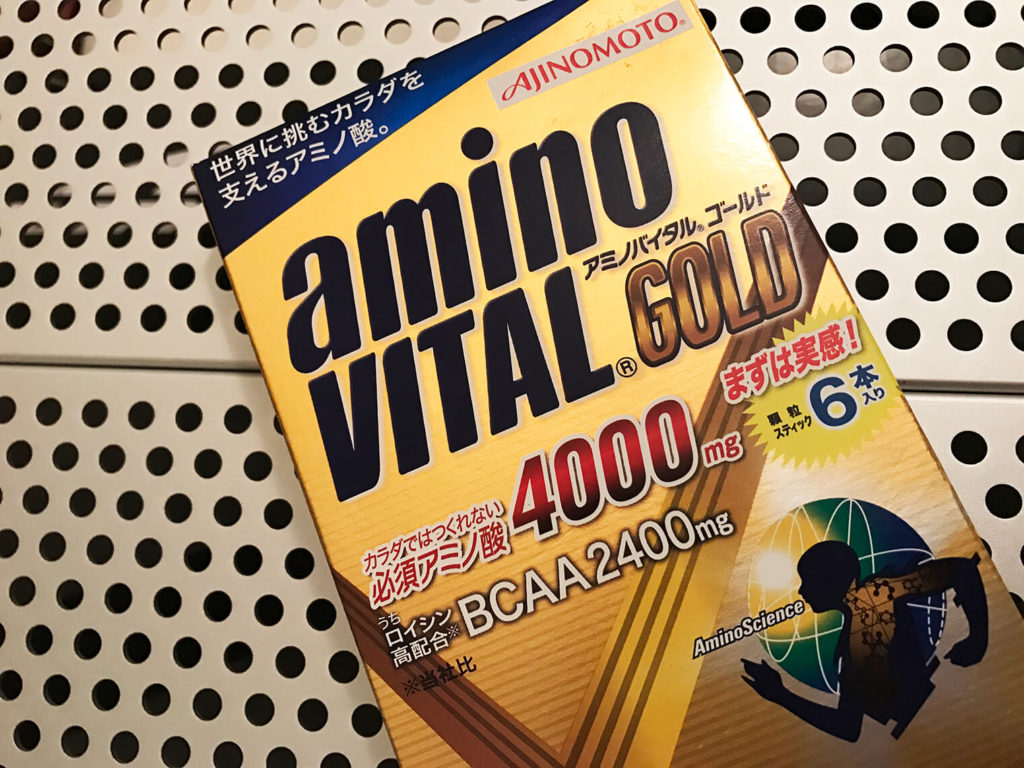 世界に挑むカラダを
支えるアミノ酸。
AJINOMOTO®
amino
VITAL®
アミノバイタル®ゴールド
GOLD
まずは実感!
顆粒
スティック
6本
入り
カラダではつくれない
必須アミノ酸
4000mg
うち
ロイシン
高配合※
BCAA2400mg
※当社比
AminoScience